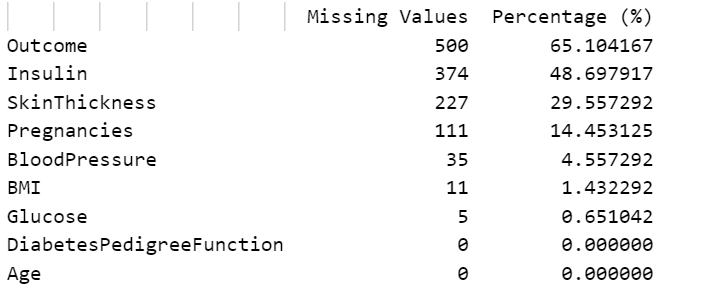 Missing Values Percentage (%)
Outcome 500 65.104167
Insulin 374 48.697917
SkinThickness 227 29.557292
Pregnancies 111 14.453125
BloodPressure 35 4.557292
BMI 11 1.432292
Glucose 5 0.651042
DiabetesPedigreeFunction 0 0.000000
Age 0 0.000000